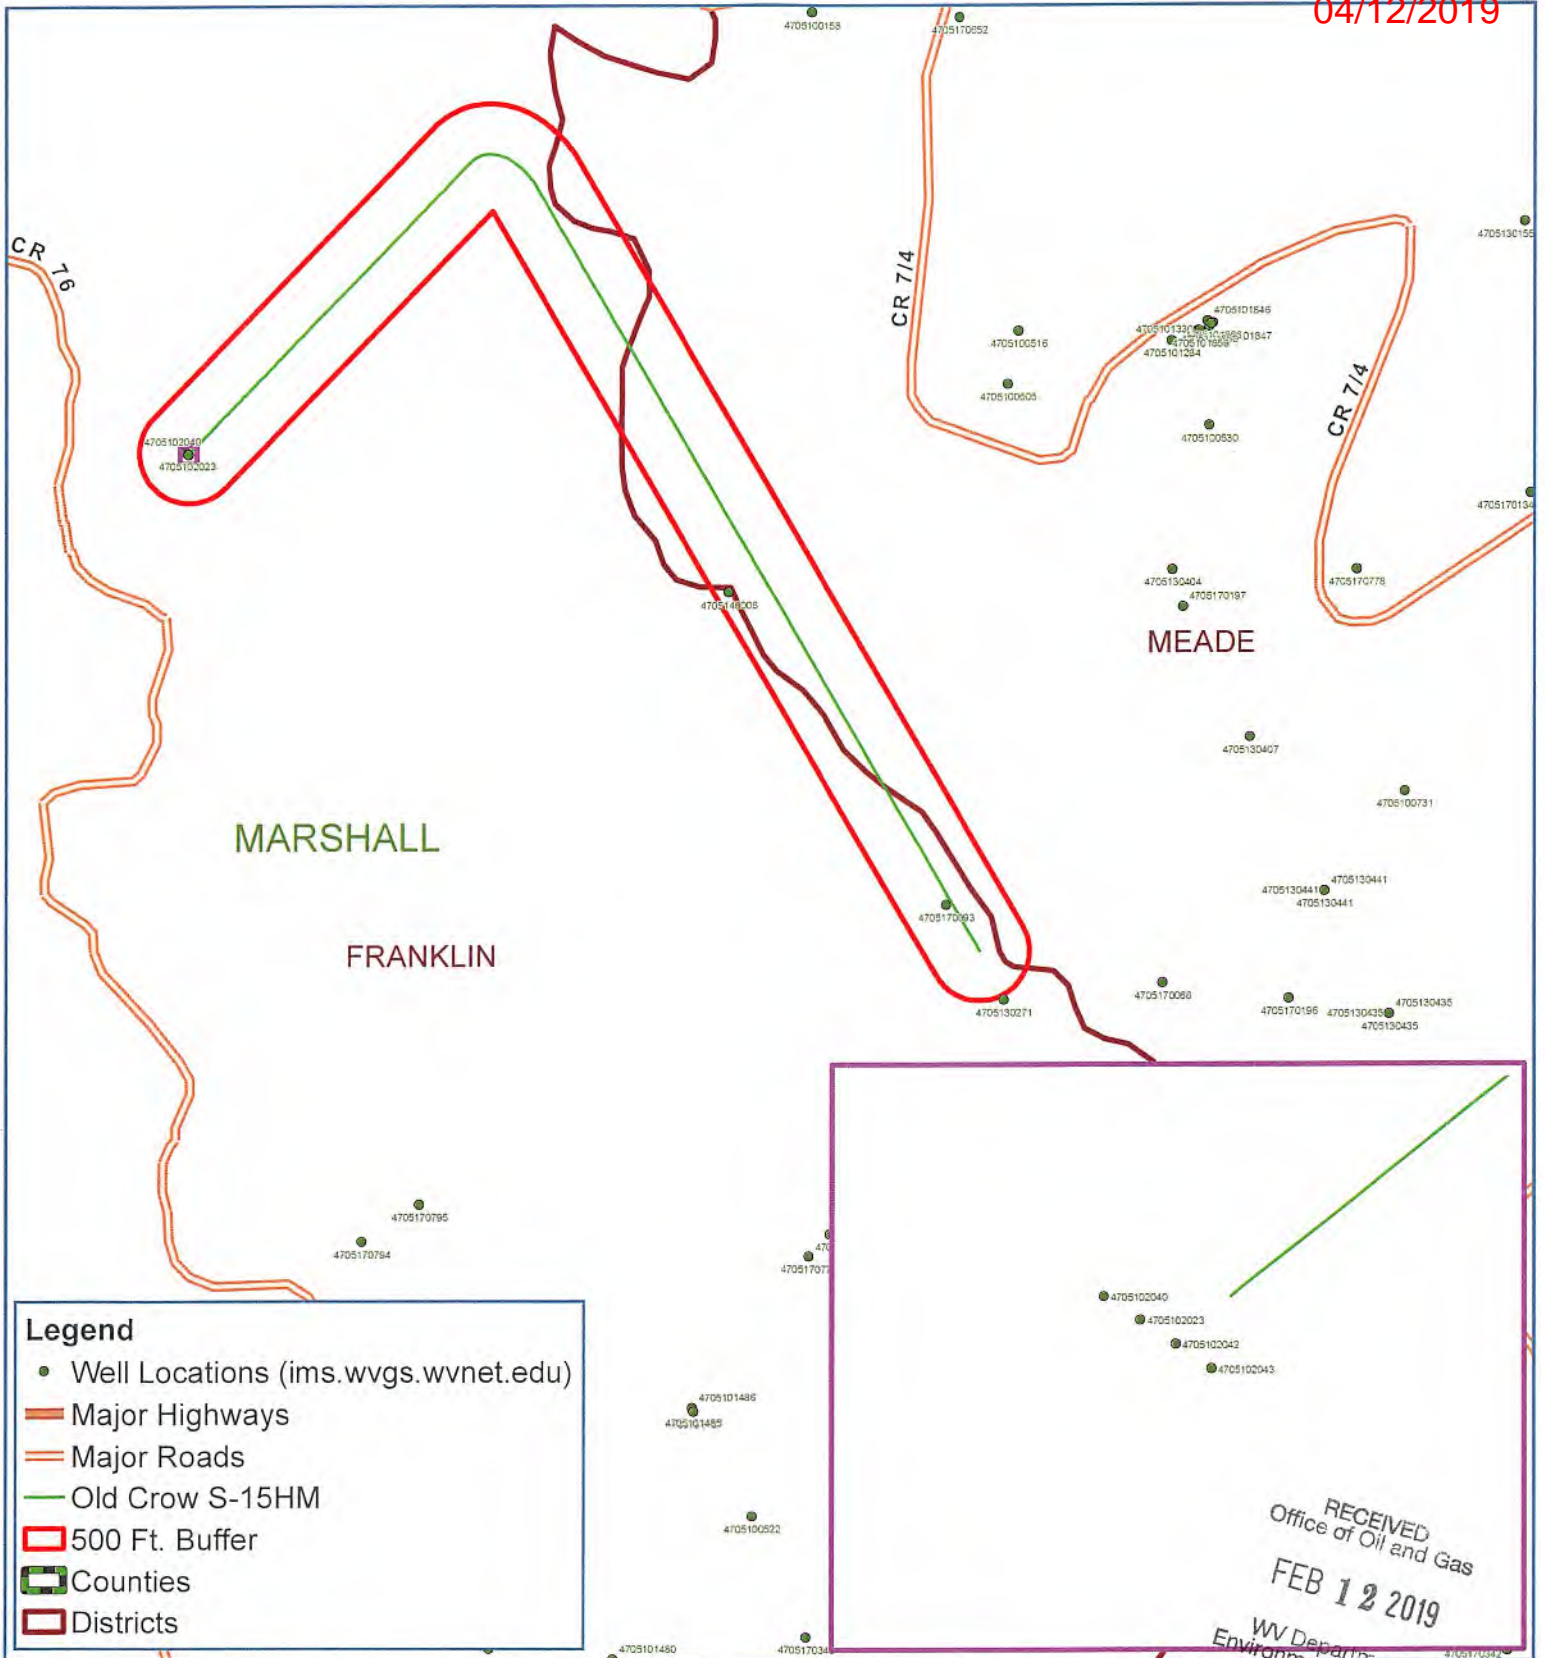 04/12/2019
4705100158
4705170652
CR 76
CR 7/4
4705130155
4705101846
4705100516
4705101284
4705100605
CR 7/4
4705100530
4705102040
4705102023
4705170134
4705130404
4705170778
4705170197
MEADE
4705130407
4705100731
MARSHALL
4705130441
4705130441
4705130441
FRANKLIN
4705130271
4705170068
4705170196
4705130435
4705130435
4705130435
4705170795
4705170794
4705102040
4705102023
4705102042
4705102043
Legend
Well Locations (ims.wvgs.wvnet.edu)
Major Highways
Major Roads
Old Crow S-15HM
500 Ft. Buffer
Counties
Districts
4705101486
4705101485
4705100522
4705101480
RECEIVED
Office of Oil and Gas
FEB 12 2019
WV Departm
4705170342